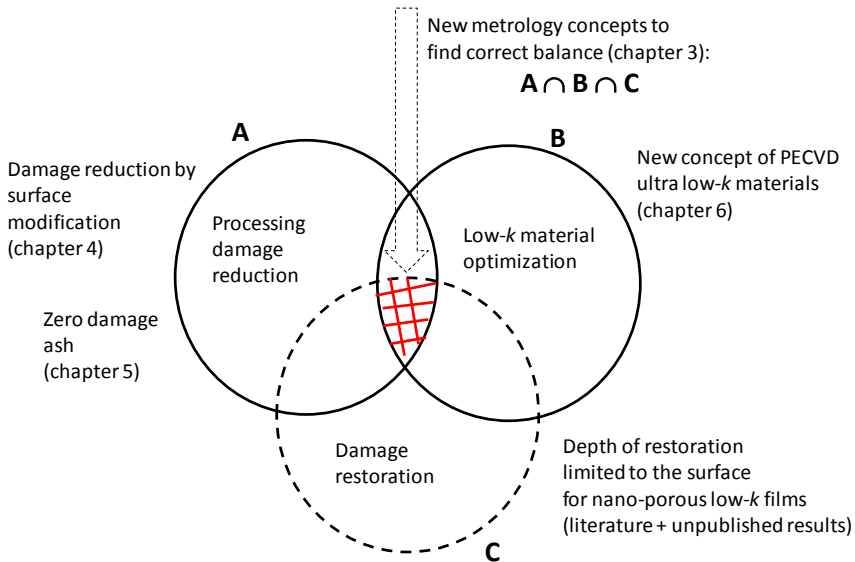 New metrology concepts to
find correct balance (chapter 3):
A ∩ B ∩ C
A
B
Damage reduction by
surface
modification
(chapter 4)
Processing
damage
reduction
Low-k material
optimization
New concept of PECVD
ultra low-k materials
(chapter 6)
Zero damage
ash
(chapter 5)
Damage
restoration
Depth of restoration
limited to the surface
for nano-porous low-k films
(literature + unpublished results)
C